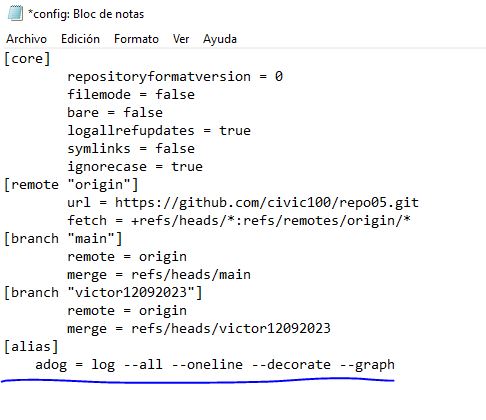 *config: Bloc de notas
Archivo Edición Formato Ver Ayuda
[core]
repositoryformatversion = 0
filemode = false
bare = false
logallrefupdates = true
symlinks = false
ignorecase = true
[remote "origin"]
url = https://github.com/civic100/repo05.git
fetch = +refs/heads/*:refs/remotes/origin/*
[branch "main"]
remote = origin
merge = refs/heads/main
[branch "victor12092023"]
remote = origin
merge = refs/heads/victor12092023
[alias]
adog = log --all --oneline --decorate --graph